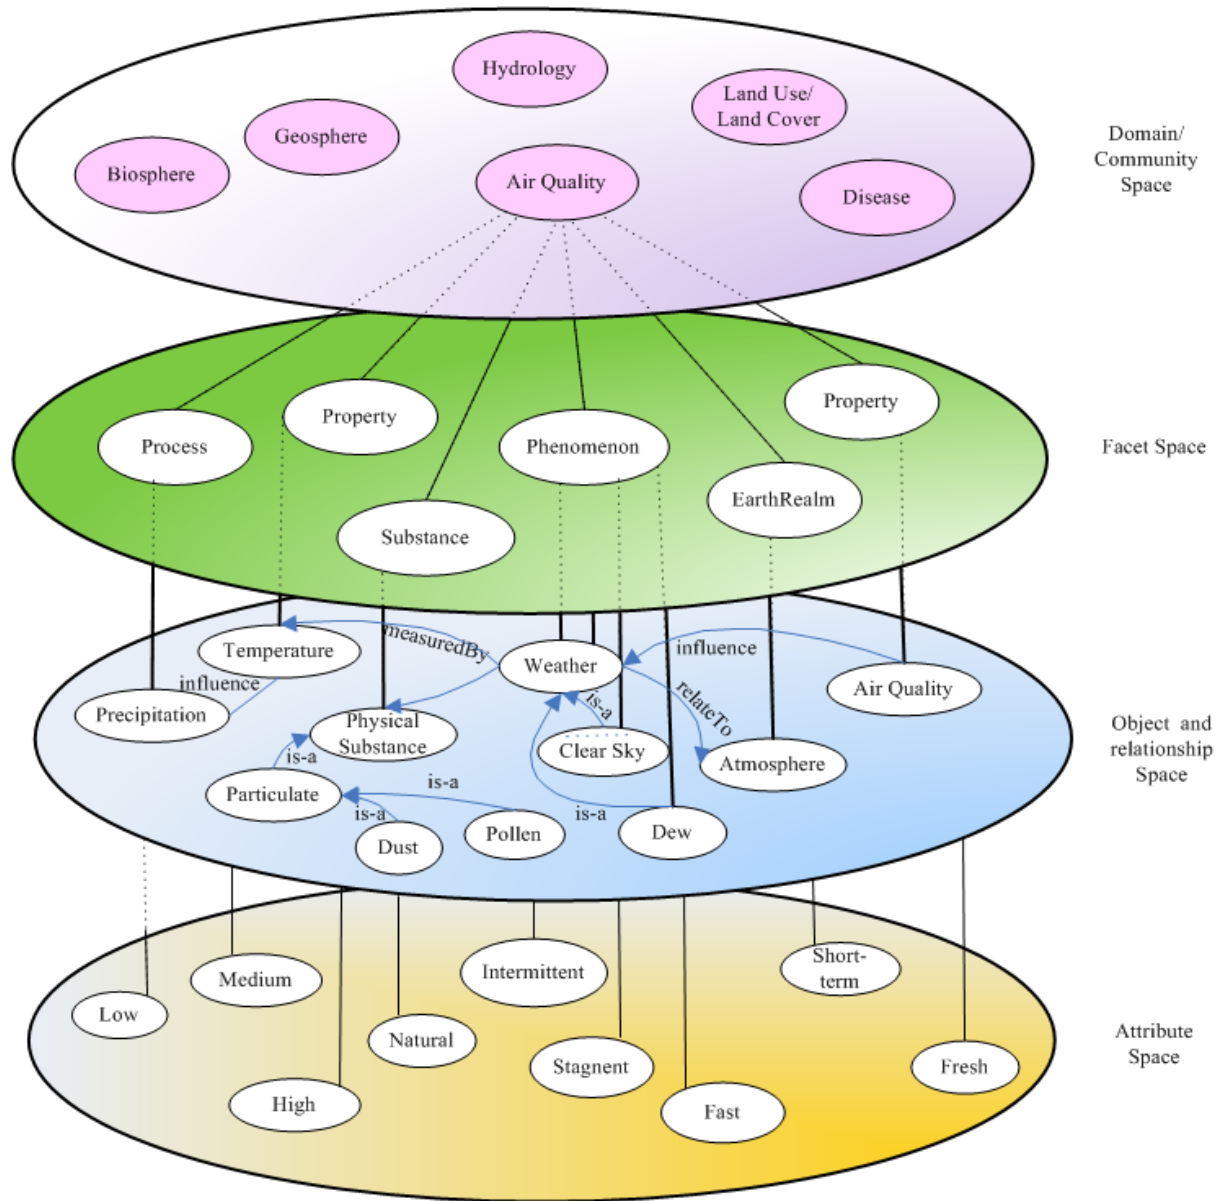 Hydrology
Land Use/
Land Cover
Geosphere
Biosphere
Air Quality
Disease
Domain/
Community
Space
Process
Property
Phenomenon
Property
Substance
EarthRealm
Facet Space
Temperature
measuredBy
Weather
influence
Air Quality
influence
Precipitation
Physical
Substance
is-a
Clear Sky
relateTo
Atmosphere
is-a
Particulate
is-a
is-a
Dust
Pollen
is-a
Dew
Object and
relationship
Space
Low
Medium
High
Natural
Intermittent
Stagnent
Fast
Short-
term
Fresh
Attribute
Space